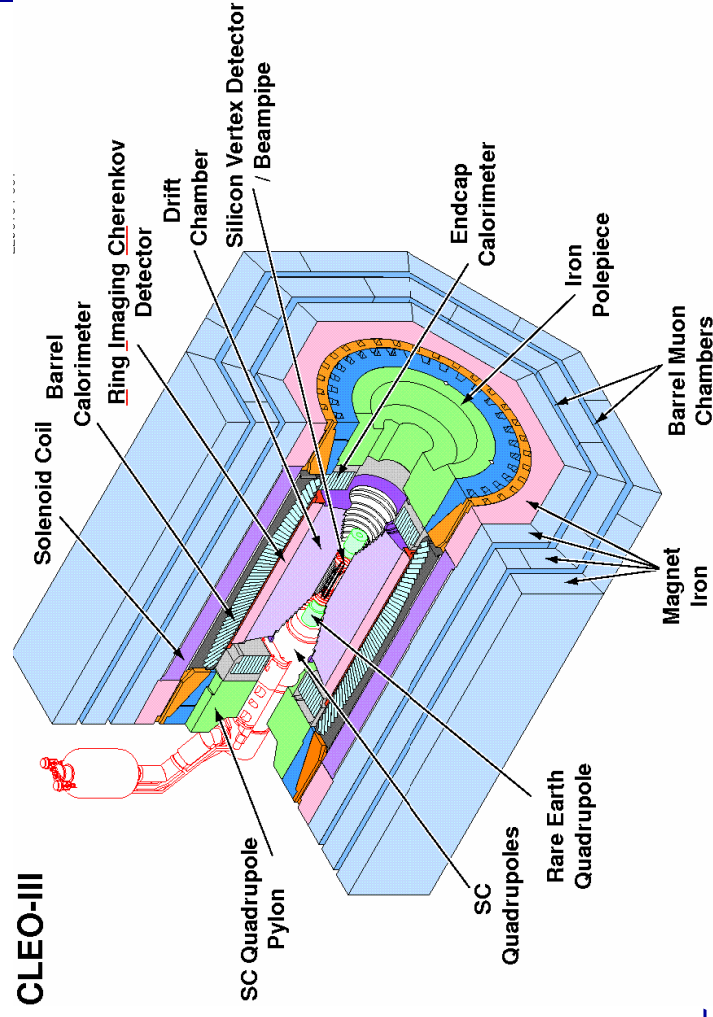 CLEO-III
Solenoid Coil
Barrel
Calorimeter
Ring Imaging Cherenkov
Detector
Drift
Chamber
Silicon Vertex Detector
/ Beampipe
Endcap
Calorimeter
Iron
Polepiece
Barrel Muon
Chambers
Magnet
Iron
Rare Earth
Quadrupole
SC
Quadrupoles
SC Quadrupole
Pylon